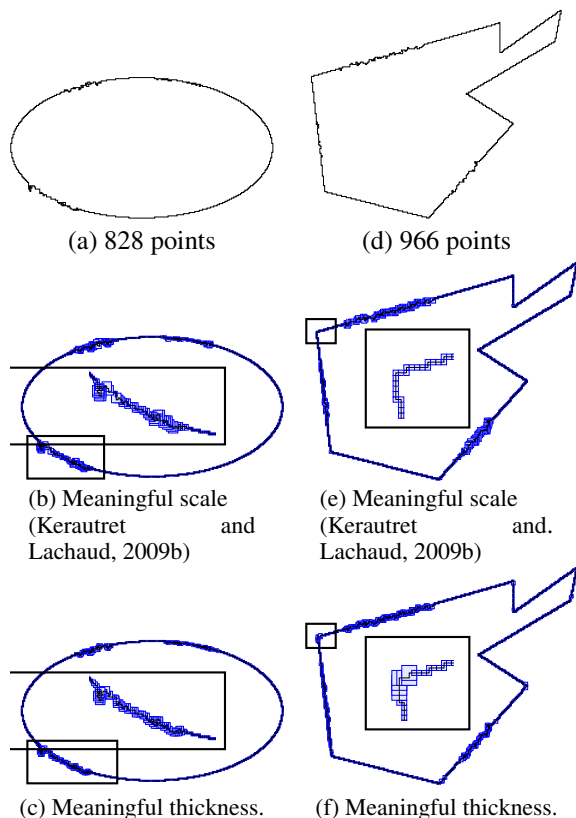 (a) 828 points
(d) 966 points
(b) Meaningful scale
(Kerautret and
Lachaud, 2009b)
(e) Meaningful scale
(Kerautret and.
Lachaud, 2009b)
(c) Meaningful thickness.
(f) Meaningful thickness.